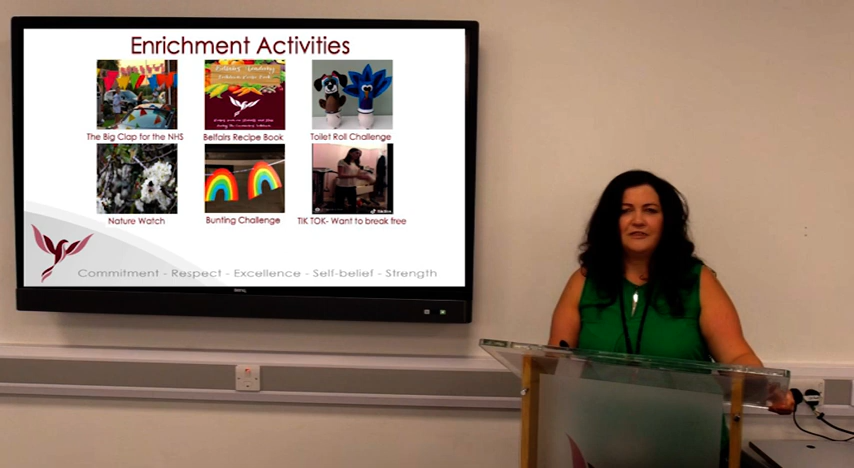 Enrichment Activities
The Big Clap for the NHS
Belfairs Recipe Book
Toilet Roll Challenge
Nature Watch
Bunting Challenge
TIK TOK- Want to break free
Commitment - Respect - Excellence - Self-belief - Strength
BENQ